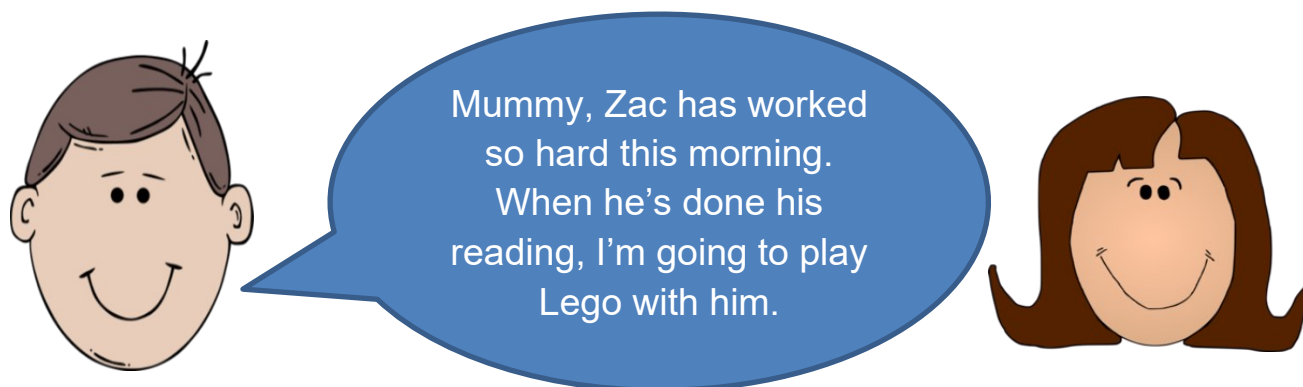 Mummy, Zac has worked
so hard this morning.
When he’s done his
reading, I’m going to play
Lego with him.